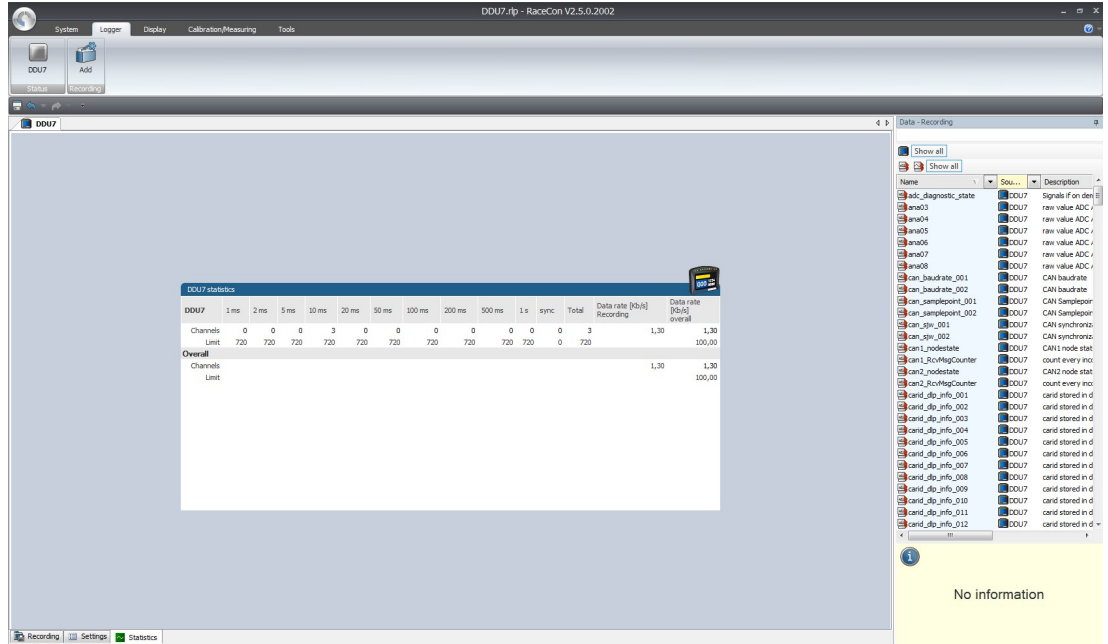 DDU7.rlp - RaceCon V2.5.0.2002
System Logger Display Calibration/Measuring Tools
DDU7 Add
Status Recording
DDU7
Data - Recording
Show all
Show all
Name Sou... Description
adc_diagnostic_state DDU7 Signals if on den
ana03 DDU7 raw value ADC
ana04 DDU7 raw value ADC
ana05 DDU7 raw value ADC
ana06 DDU7 raw value ADC
ana07 DDU7 raw value ADC
ana08 DDU7 raw value ADC
can_baudrate_001 DDU7 CAN baudrate
can_baudrate_002 DDU7 CAN baudrate
can_samplepoint_001 DDU7 CAN Samplepoir
can_samplepoint_002 DDU7 CAN Samplepoir
can_sjw_001 DDU7 CAN synchroniz
can_sjw_002 DDU7 CAN synchroniz
can1_nodestate DDU7 CAN1 node stat
can1_RcvMsgCounter DDU7 count every inco
can2_nodestate DDU7 CAN2 node stat
can2_RcvMsgCounter DDU7 count every inco
carid_dlp_info_001 DDU7 carid stored in d
carid_dlp_info_002 DDU7 carid stored in d
carid_dlp_info_003 DDU7 carid stored in d
carid_dlp_info_004 DDU7 carid stored in d
carid_dlp_info_005 DDU7 carid stored in d
carid_dlp_info_006 DDU7 carid stored in d
carid_dlp_info_007 DDU7 carid stored in d
carid_dlp_info_008 DDU7 carid stored in d
carid_dlp_info_009 DDU7 carid stored in d
carid_dlp_info_010 DDU7 carid stored in d
carid_dlp_info_011 DDU7 carid stored in d
carid_dlp_info_012 DDU7 carid stored in d
No information
DDU7 statistics
DDU7 1 ms 2 ms 5 ms 10 ms 20 ms 50 ms 100 ms 200 ms 500 ms 1 s sync Total Data rate [Kb/s] Recording Data rate [Kb/s] overall
Channels 0 0 0 3 0 0 0 0 0 0 0 3 1,30 1,30
Limit 720 720 720 720 720 720 720 720 720 720 0 720 100,00
Overall
Channels 1,30 1,30
Limit 100,00
Recording Settings Statistics